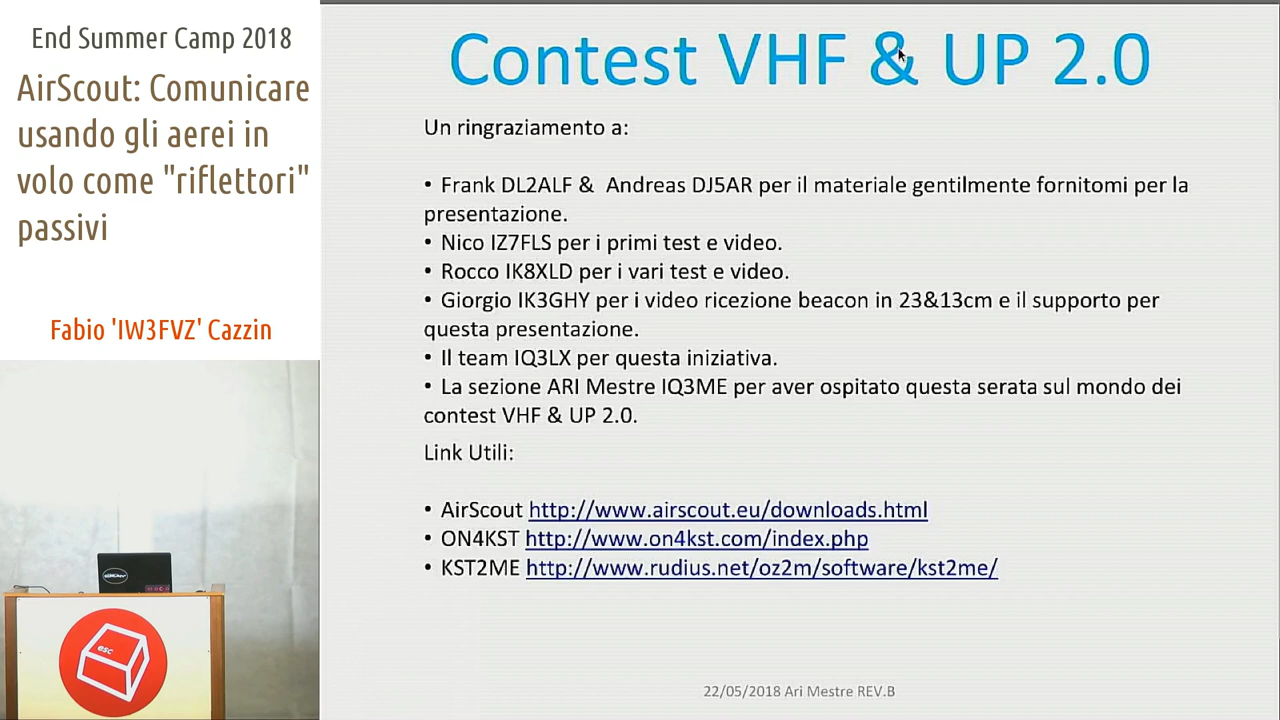 End Summer Camp 2018
AirScout: Comunicare
usando gli aerei in
volo come "riflettori"
passivi
Fabio 'IW3FVZ' Cazzin
Contest VHF & UP 2.0
Un ringraziamento a:
• Frank DL2ALF & Andreas DJ5AR per il materiale gentilmente fornitomi per la
presentazione.
• Nico IZ7FLS per i primi test e video.
• Rocco IK8XLD per i vari test e video.
• Giorgio IK3GHY per i video ricezione beacon in 23&13cm e il supporto per
questa presentazione.
• Il team IQ3LX per questa iniziativa.
• La sezione ARI Mestre IQ3ME per aver ospitato questa serata sul mondo dei
contest VHF & UP 2.0.
Link Utili:
• AirScout http://www.airscout.eu/downloads.html
• ON4KST http://www.on4kst.com/index.php
• KST2ME http://www.rudius.net/oz2m/software/kst2me/
22/05/2018 Ari Mestre REV.B
esc